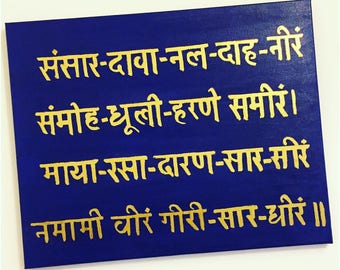 संसार-दावा-नल-दाह-नीरं
संमोह-धूली-हरणे समीरं।
माया-रसा-दारण-सार-सीरं
नमामी वीरं गीरी-सार-धीरं॥